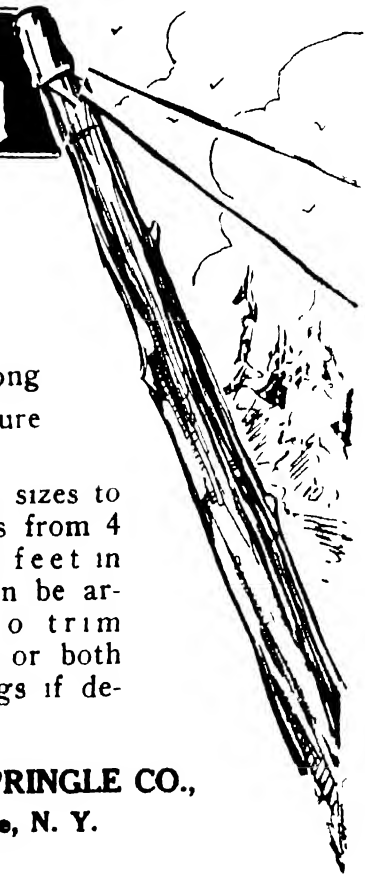 ong
ure
sizes to
s from 4
feet in
n be ar-
o trim
or both
gs if de-
PRINGLE CO.,
e, N. Y.